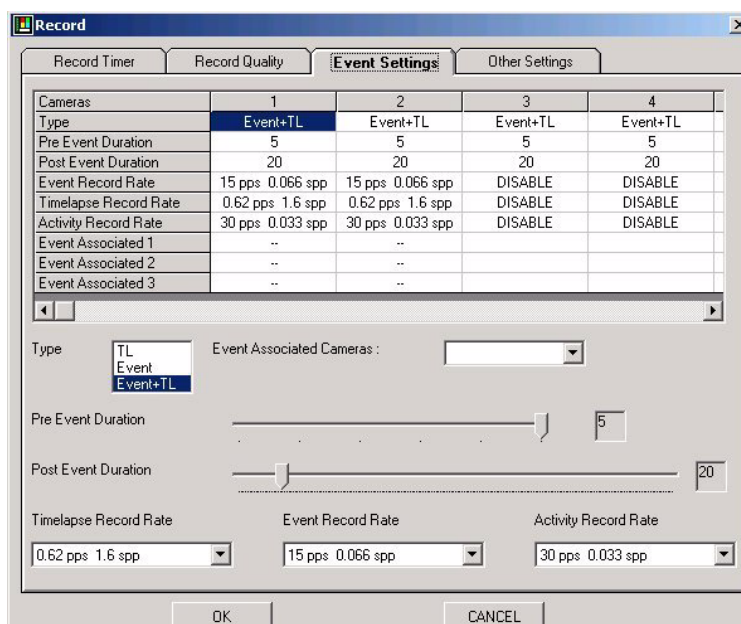 Record
Record Timer Record Quality Event Settings Other Settings
Cameras 1 2 3 4
Type Event+TL Event+TL Event+TL Event+TL
Pre Event Duration 5 5 5 5
Post Event Duration 20 20 20 20
Event Record Rate 15 pps 0.066 spp 15 pps 0.066 spp DISABLE DISABLE
Timelapse Record Rate 0.62 pps 1.6 spp 0.62 pps 1.6 spp DISABLE DISABLE
Activity Record Rate 30 pps 0.033 spp 30 pps 0.033 spp DISABLE DISABLE
Event Associated 1 -- --
Event Associated 2 -- --
Event Associated 3 -- --
Type TL Event Associated Cameras :
Event
Event+TL
Pre Event Duration 5
Post Event Duration 20
Timelapse Record Rate Event Record Rate Activity Record Rate
0.62 pps 1.6 spp 15 pps 0.066 spp 30 pps 0.033 spp
OK CANCEL